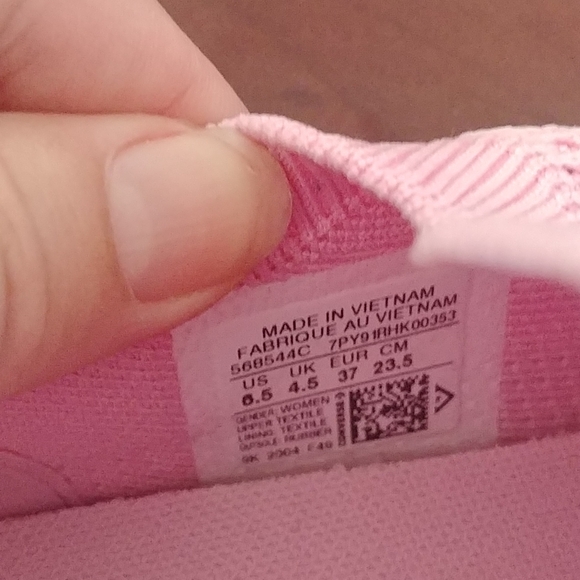 MADE IN VIETNAM
FABRIQUE AU VIETNAM
568544C 7PY91RHK00353
US UK EUR CM
6.5 4.5 37 23.5
GENDER: WOMEN
UPPER: TEXTILE
LINING: TEXTILE
OUTSOLE: RUBBER
CONVERSE